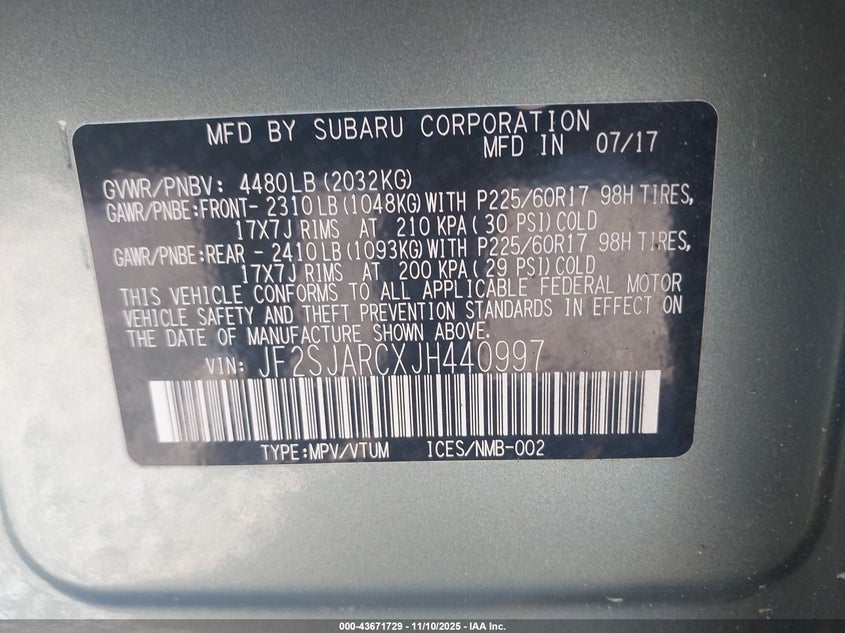 MFD BY SUBARU CORPORATION
MFD IN 07/17
GVWR/PNBV: 4480LB(2032KG)
GAWR/PNBE:FRONT- 2310LB(1048KG)WITH P225/60R17 98H TIRES,
17X7J RIMS AT 210 KPA( 30 PSI)COLD
GAWR/PNBE:REAR - 2410LB(1093KG)WITH P225/60R17 98H TIRES,
17X7J RIMS AT 200 KPA(29 PSI)COLD
THIS VEHICLE CONFORMS TO ALL APPLICABLE FEDERAL MOTOR
VEHICLE SAFETY AND THEFT PREVENTION STANDARDS IN EFFECT ON
THE DATE OF MANUFACTURE SHOWN ABOVE.
VIN: JF2SJARCXJH440997
TYPE:MPV/VTUM ICES/NMB-002
000-43671729 - 11/10/2025 - IAA Inc.